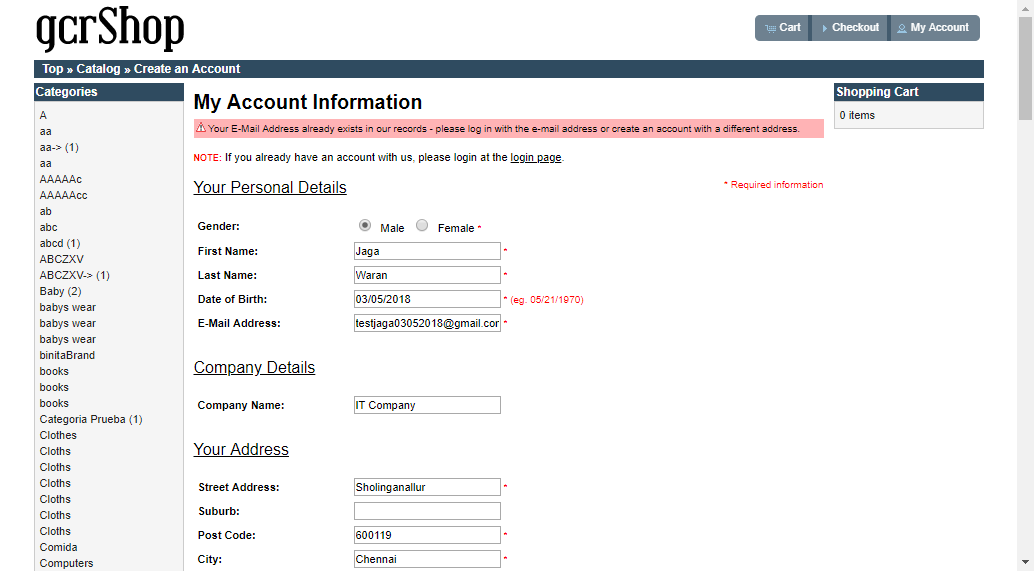 gcrShop
Cart
Checkout
My Account
Top » Catalog » Create an Account
Categories
A
aa
aa-> (1)
aa
AAAAAc
AAAAAcc
ab
abc
abcd (1)
ABCZXV
ABCZXV-> (1)
Baby (2)
babys wear
babys wear
babys wear
binitaBrand
books
books
books
Categoria Prueba (1)
Clothes
Cloths
Cloths
Cloths
Cloths
Cloths
Cloths
Comida
Computers
My Account Information
Your E-Mail Address already exists in our records - please log in with the e-mail address or create an account with a different address.
NOTE: If you already have an account with us, please login at the login page.
Your Personal Details
* Required information
Gender: Male Female *
First Name: Jaga *
Last Name: Waran *
Date of Birth: 03/05/2018 * (eg. 05/21/1970)
E-Mail Address: testjaga03052018@gmail.cor *
Company Details
Company Name: IT Company
Your Address
Street Address: Sholinganallur *
Suburb:
Post Code: 600119 *
City: Chennai *
Shopping Cart
0 items